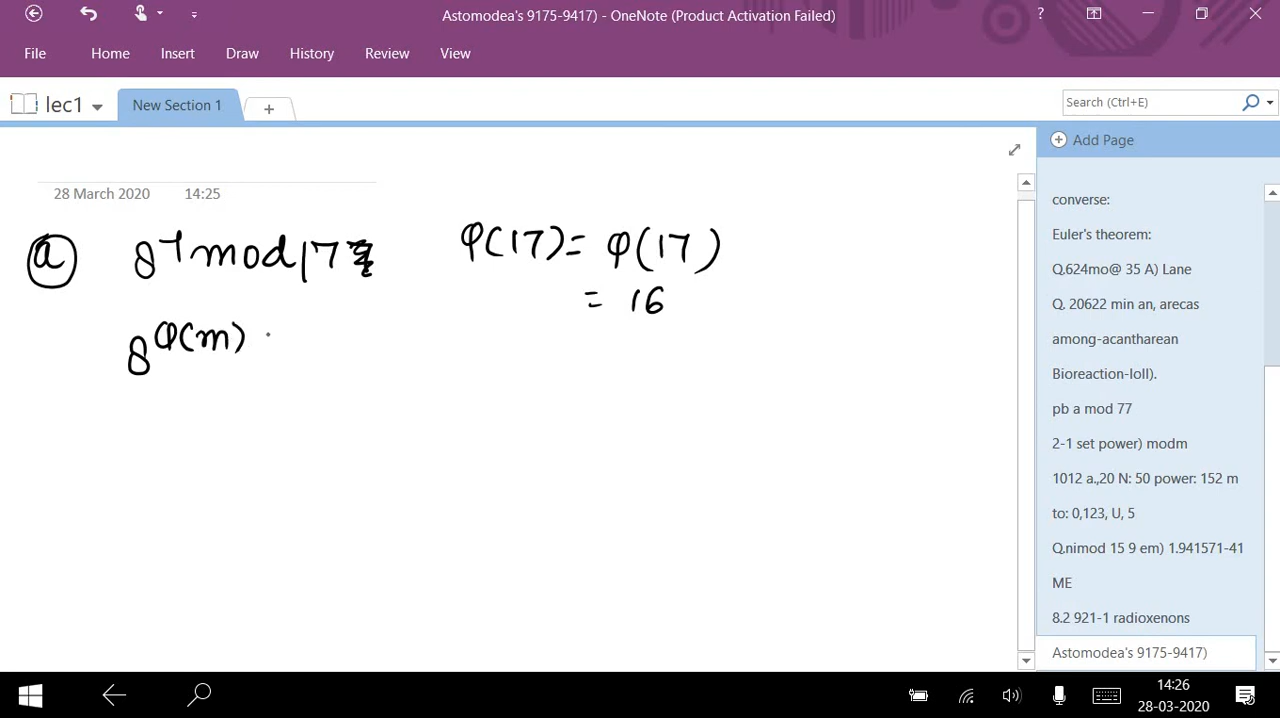 Astomodea's 9175-9417) - OneNote (Product Activation Failed)
?
File Home Insert Draw History Review View
lec1 New Section 1 +
Search (Ctrl+E)
Add Page
28 March 2020 14:25
a 8⁻¹ mod 17 φ(17) = φ(17)
= 16
8^φ(m)
converse:
Euler's theorem:
Q,624mo@ 35 A) Lane
Q, 20622 min an, arecas
among-acantharean
Bioreaction-loll).
pb a mod 77
2-1 set power) modm
1012 a.,20 N: 50 power: 152 m
to: 0,123, U, 5
Q.nimod 15 9 em) 1.941571-41
ME
8.2 921-1 radioxenons
Astomodea's 9175-9417)
14:26
28-03-2020